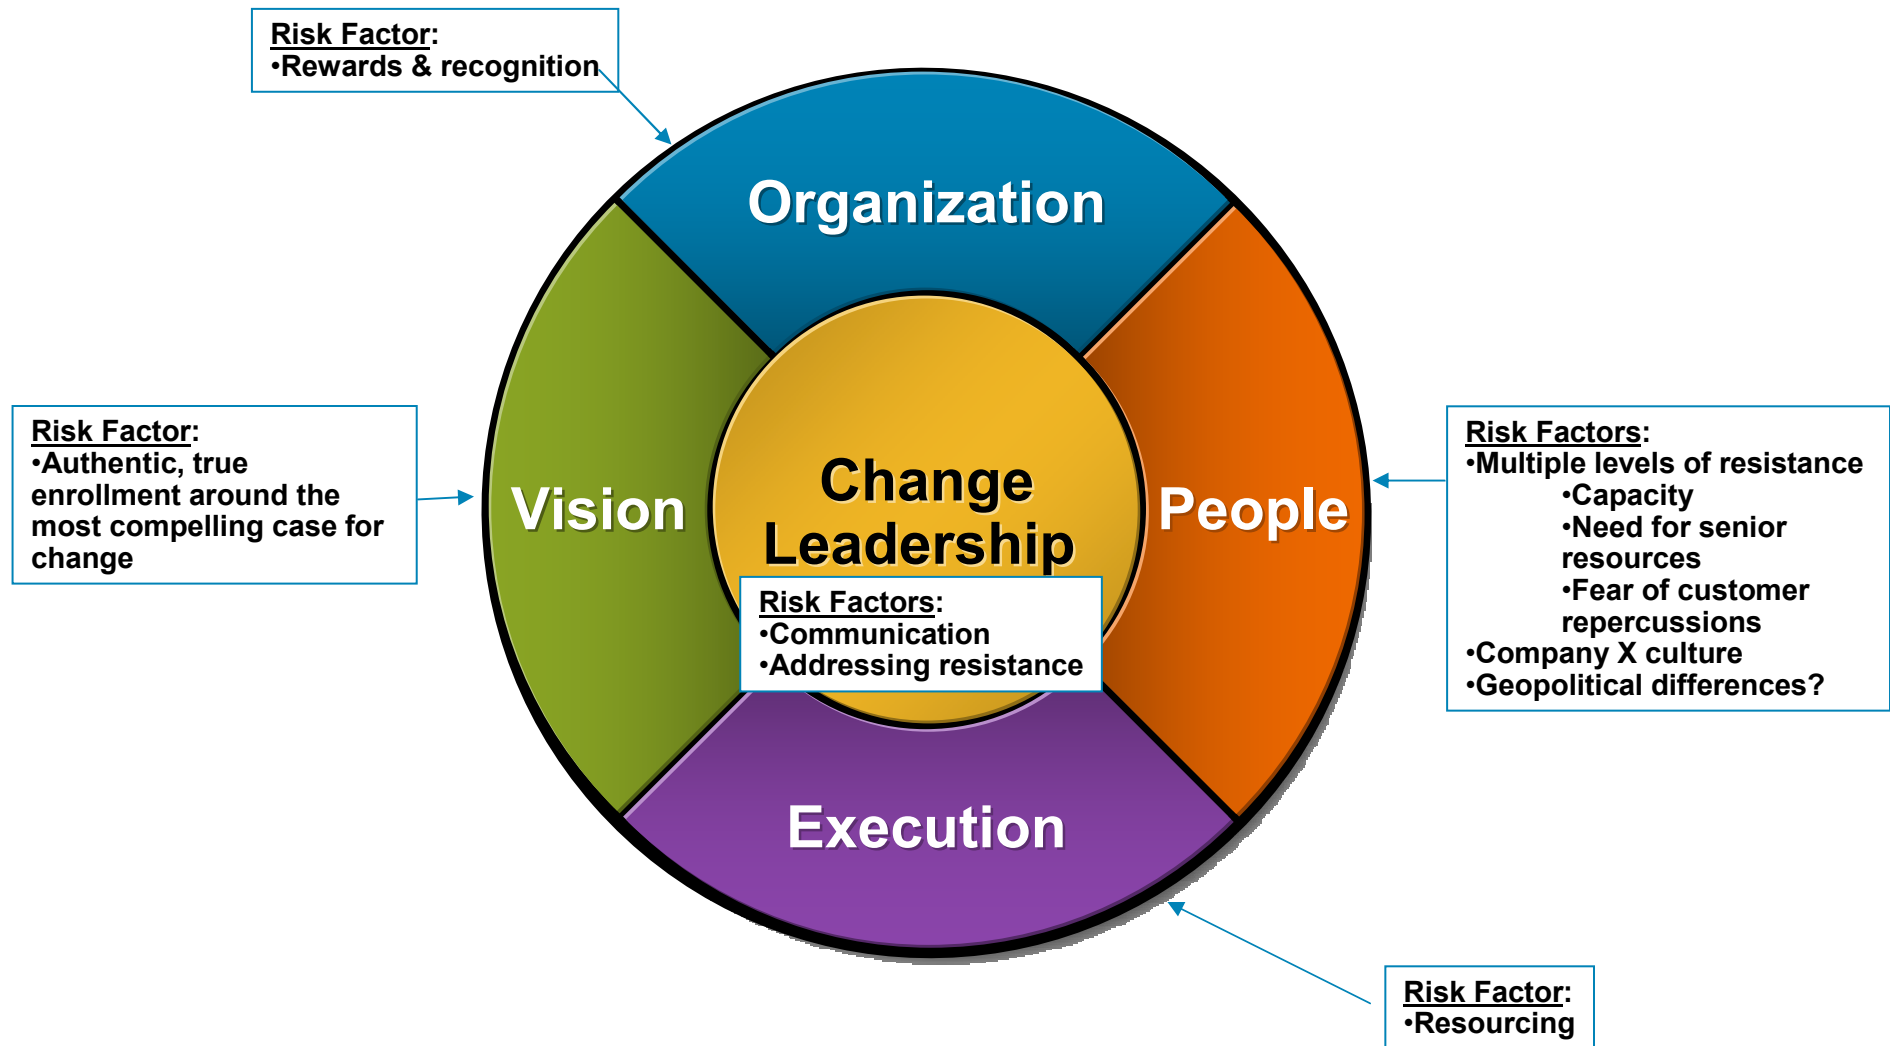 Risk Factor:
•Rewards & recognition
Organization
Risk Factor:
•Authentic, true
enrollment around the
most compelling case for
change
Vision
Change
Leadership
Risk Factors:
•Communication
•Addressing resistance
People
Risk Factors:
•Multiple levels of resistance
•Capacity
•Need for senior
resources
•Fear of customer
repercussions
•Company X culture
•Geopolitical differences?
Execution
Risk Factor:
•Resourcing